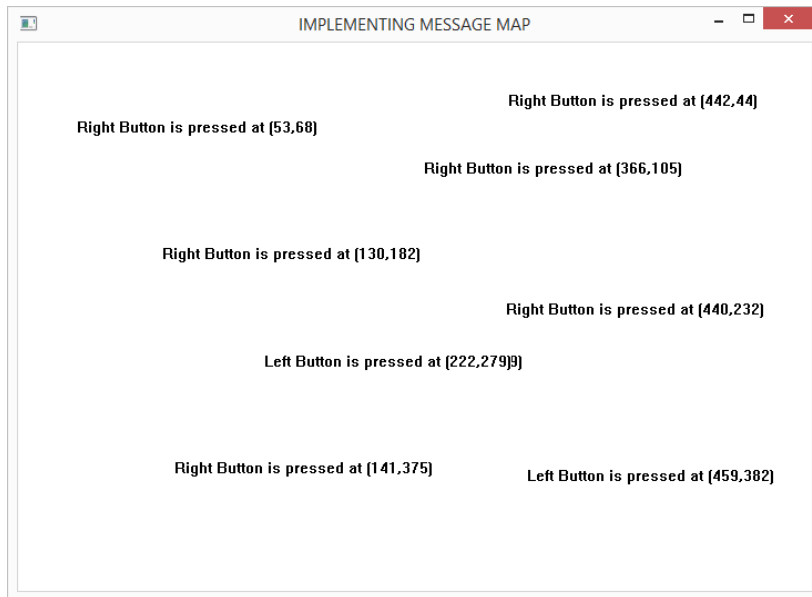 IMPLEMENTING MESSAGE MAP
Right Button is pressed at (442,44)
Right Button is pressed at (53,68)
Right Button is pressed at (366,105)
Right Button is pressed at (130,182)
Right Button is pressed at (440,232)
Left Button is pressed at (222,279)9)
Right Button is pressed at (141,375)
Left Button is pressed at (459,382)